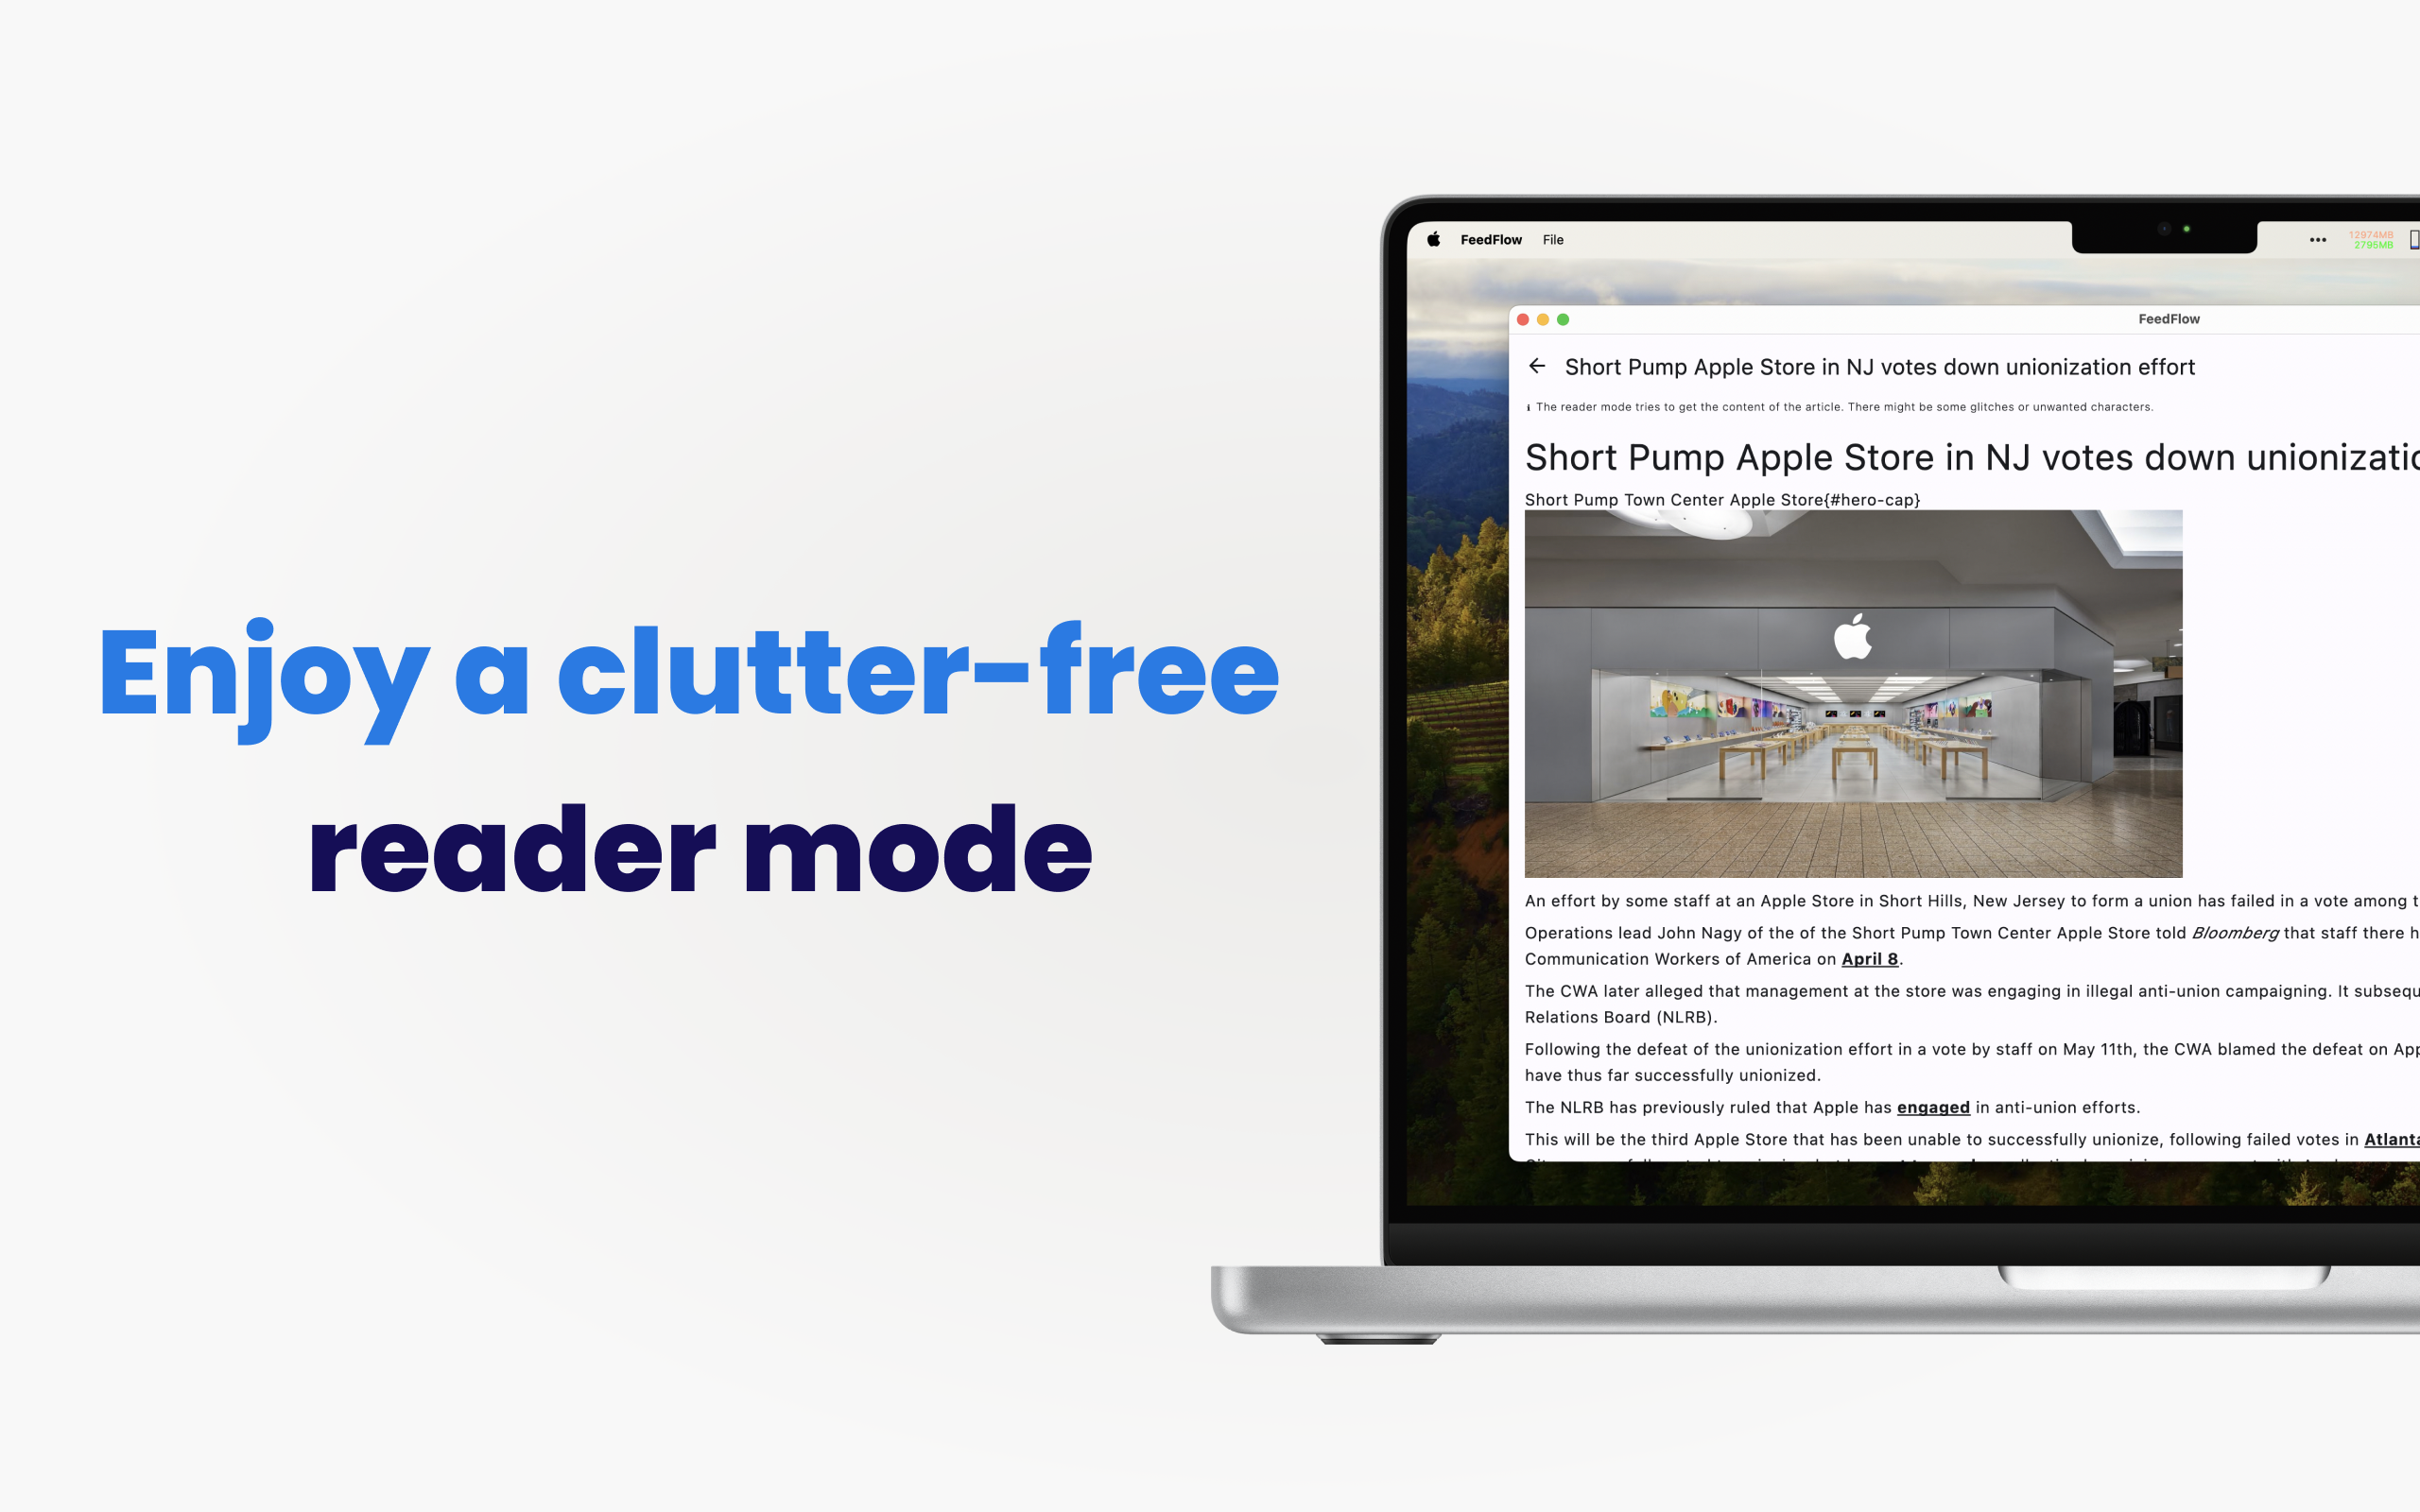 Enjoy a clutter-free
reader mode
FeedFlow File
12974MB
2795MB
FeedFlow
Short Pump Apple Store in NJ votes down unionization effort
The reader mode tries to get the content of the article. There might be some glitches or unwanted characters.
Short Pump Apple Store in NJ votes down
Short Pump Town Center Apple Store{#hero-cap}
An effort by some staff at an Apple Store in Short Hills, New Jersey to form a union has failed in a vote among
Operations lead John Nagy of the of the Short Pump Town Center Apple Store told Bloomberg that staff there
Communication Workers of America on April 8.
The CWA later alleged that management at the store was engaging in illegal anti-union campaigning. It
Relations Board (NLRB).
Following the defeat of the unionization effort in a vote by staff on May 11th, the CWA blamed the defeat on
have thus far successfully unionized.
The NLRB has previously ruled that Apple has engaged in anti-union efforts.
This will be the third Apple Store that has been unable to successfully unionize, following failed votes in Atlanta